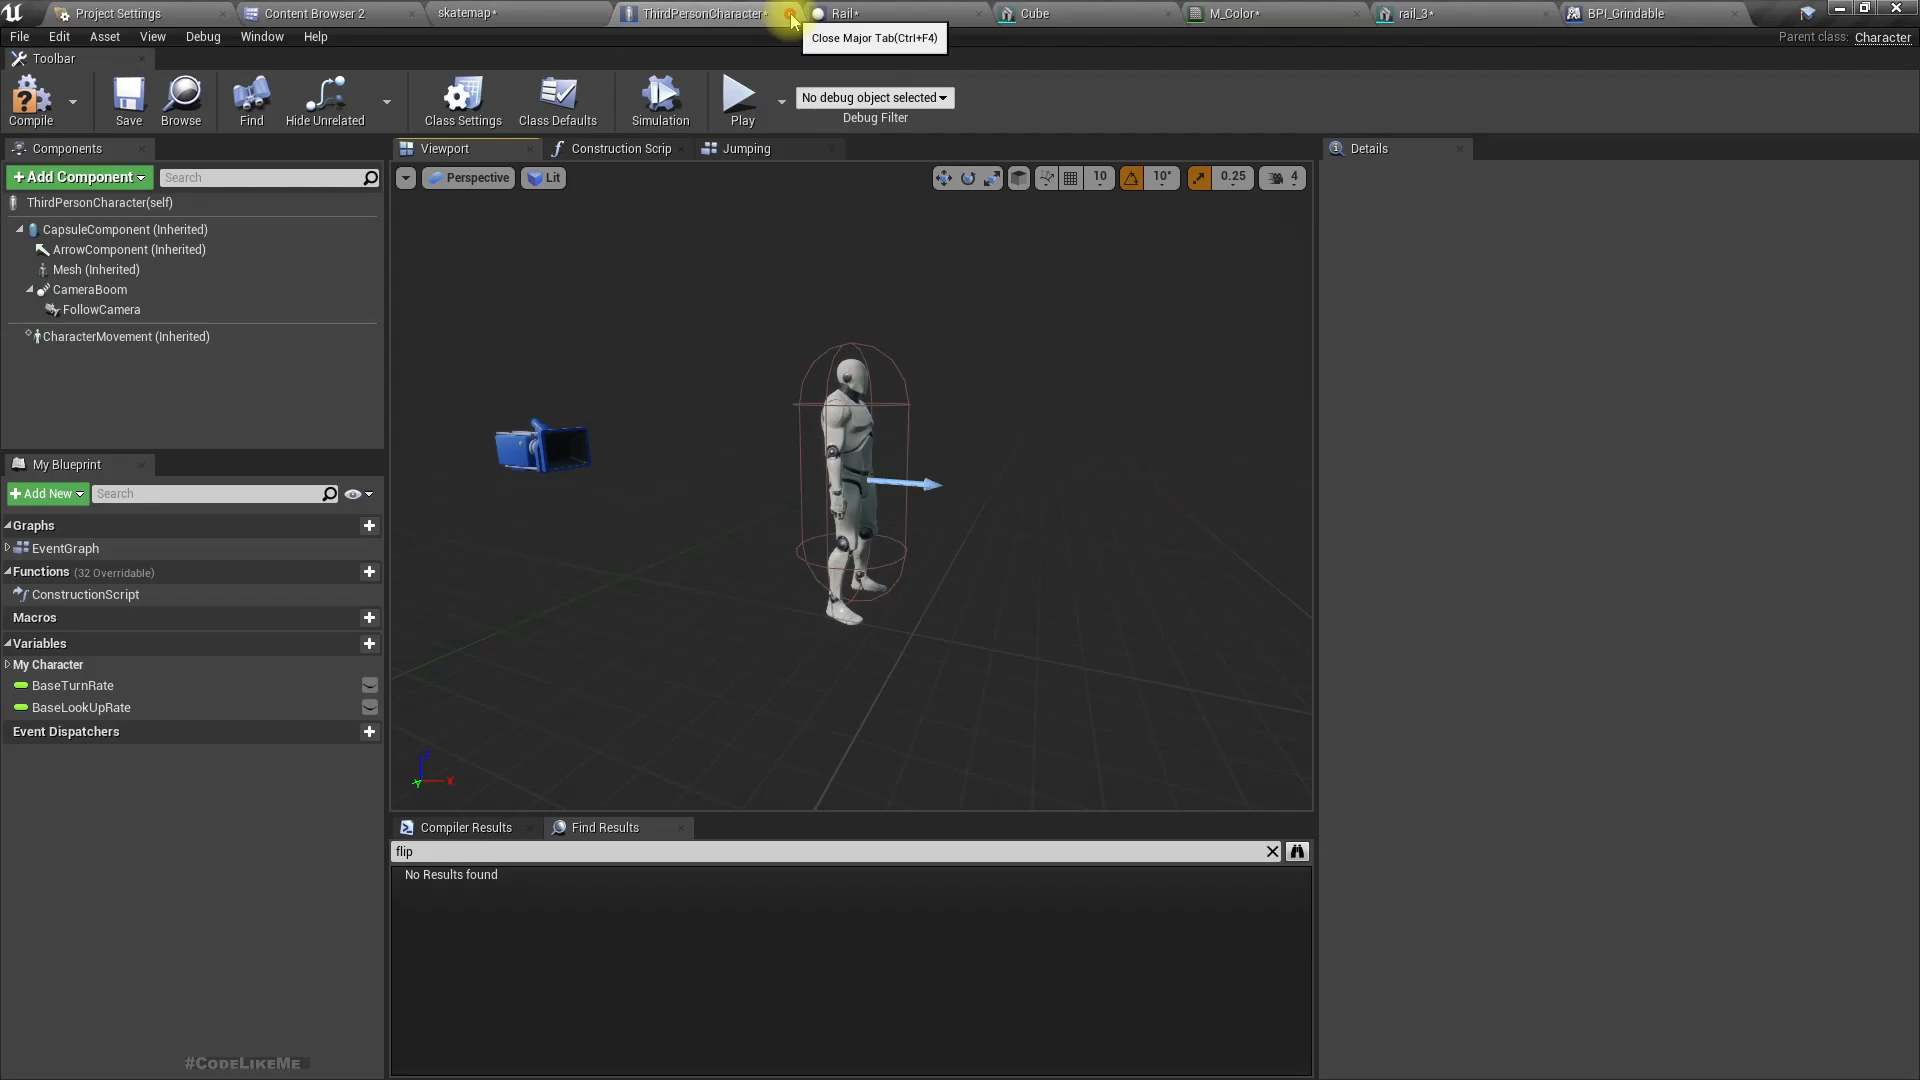 Project Settings
Content Browser 2
skatemap*
ThirdPersonCharacter*
Rail*
Cube
M_Color*
rail_3*
BPI_Grindable
File
Edit
Asset
View
Debug
Window
Help
Close Major Tab(Ctrl+F4)
Parent class: Character
Toolbar
Compile
Save
Browse
Find
Hide Unrelated
Class Settings
Class Defaults
Simulation
Play
No debug object selected
Debug Filter
Components
Viewport
Construction Scrip
Jumping
Details
+ Add Component
Search
Perspective
Lit
10
10°
0.25
4
ThirdPersonCharacter(self)
CapsuleComponent (Inherited)
ArrowComponent (Inherited)
Mesh (Inherited)
CameraBoom
FollowCamera
CharacterMovement (Inherited)
My Blueprint
+ Add New
Search
Graphs
EventGraph
Functions (32 Overridable)
ConstructionScript
Macros
Variables
My Character
BaseTurnRate
BaseLookUpRate
Event Dispatchers
Z
X
Y
Compiler Results
Find Results
flip
No Results found
#CodeLikeMe